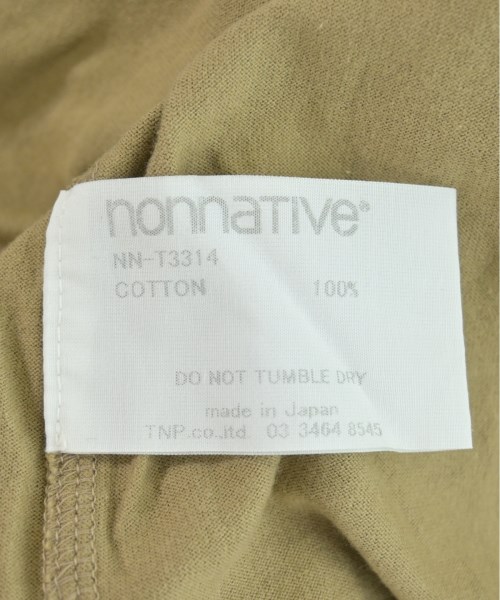 nonnative®
NN-T3314
COTTON 100%
DO NOT TUMBLE DRY
made in Japan
TNP.co.,ltd. 03 3464 8545